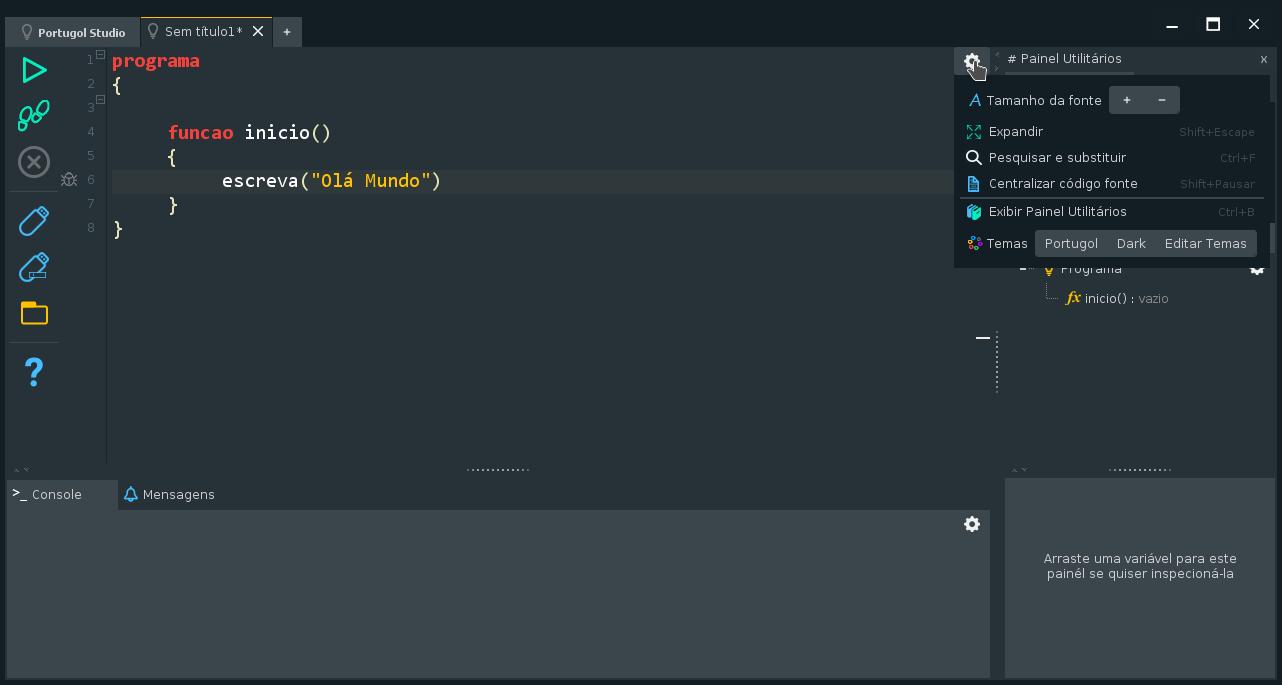 Portugol Studio
Sem título1*
+
# Painel Utilitários
x
1 programa
2 {
3
4 funcao inicio()
5 {
6 escreva("Olá Mundo")
7 }
8 }
Tamanho da fonte + −
Expandir Shift+Escape
Pesquisar e substituir Ctrl+F
Centralizar código fonte Shift+Pausar
Exibir Painel Utilitários Ctrl+B
Temas Portugol Dark Editar Temas
Programa
fx inicio() : vazio
>_ Console
Mensagens
Arraste uma variável para este
painél se quiser inspecioná-la